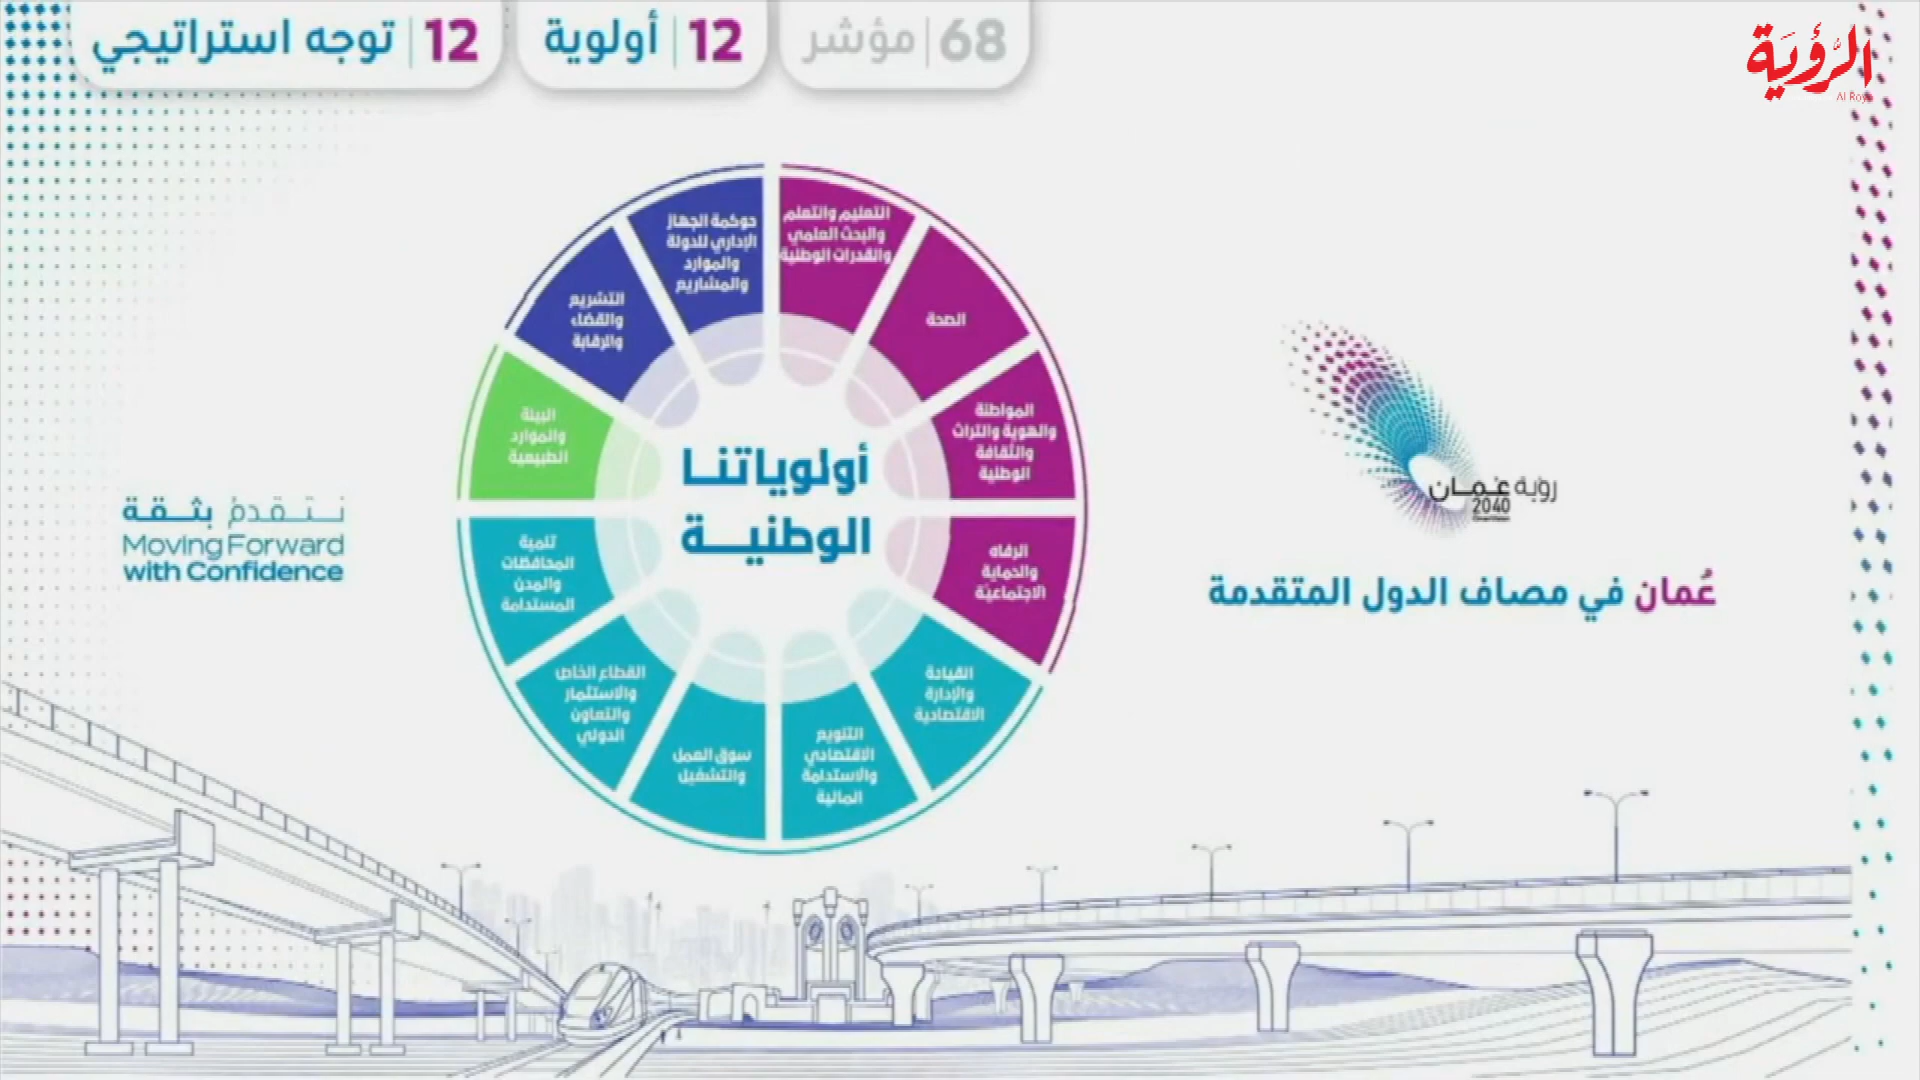 12 توجه استراتيجي
12 أولوية
68 مؤشر
الرؤية
حوكمة الجهاز
الإداري للدولة
والموارد
والمشاريع
التعليم والتعلم
والبحث العلمي
والقدرات الوطنية
التشريع
والقضاء
والرقابة
الصحة
البيئة
والموارد
الطبيعية
المواطنة
والهوية والتراث
والثقافة
الوطنية
أولوياتنا
الوطنية
رؤية عُمان
2040
نتقدم بثقة
Moving Forward
with Confidence
تنمية
المحافظات
والمدن
المستدامة
الرفاه
والحماية
الاجتماعية
عُمان في مصاف الدول المتقدمة
القطاع الخاص
والاستثمار
والتعاون
الدولي
القيادة
والإدارة
الاقتصادية
سوق العمل
والتشغيل
التنويع
الاقتصادي
والاستدامة
المالية